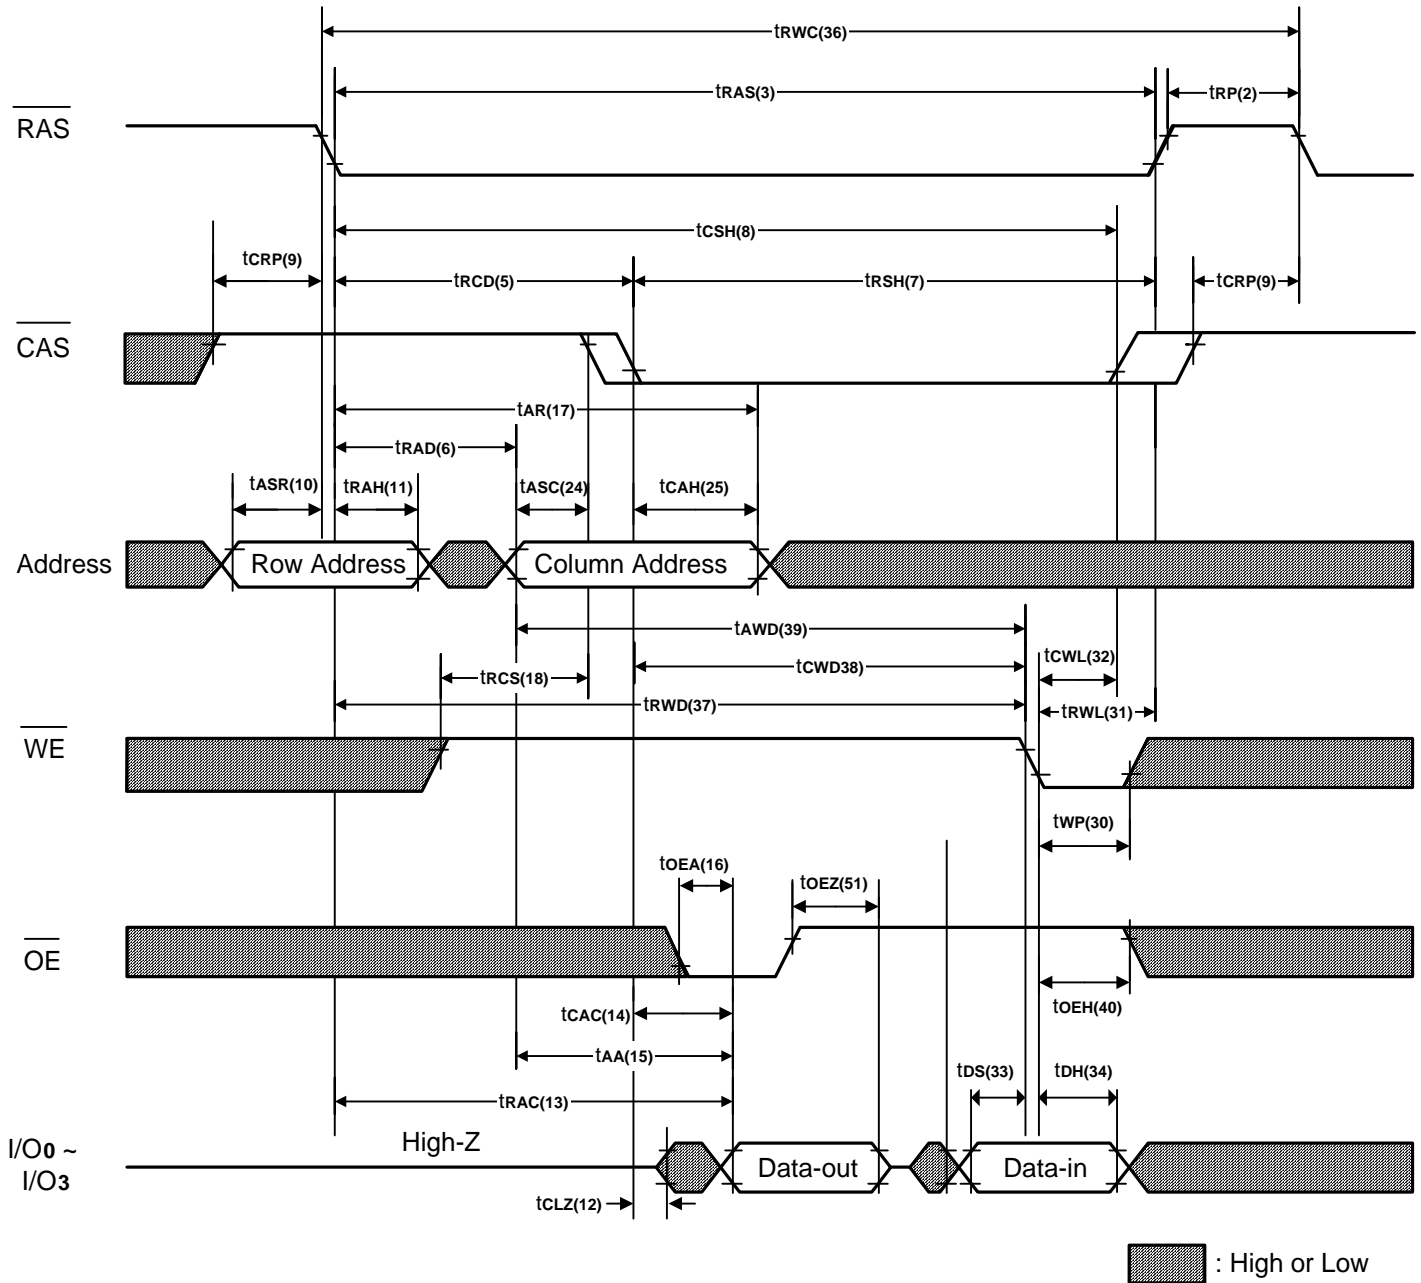 tRWC(36)
tRAS(3)
tRP(2)
RAS
tCSH(8)
tCRP(9)
tRCD(5)
tRSH(7)
tCRP(9)
CAS
tAR(17)
tRAD(6)
tASR(10)
tRAH(11)
tASC(24)
tCAH(25)
Address
Row Address
Column Address
tAWD(39)
tCWD38)
tCWL(32)
tRCS(18)
tRWD(37)
tRWL(31)
WE
tWP(30)
tOEA(16)
tOEZ(51)
OE
tOEH(40)
tCAC(14)
tAA(15)
tDS(33)
tDH(34)
tRAC(13)
High-Z
I/O0 ~
I/O3
Data-out
Data-in
tCLZ(12)
: High or Low